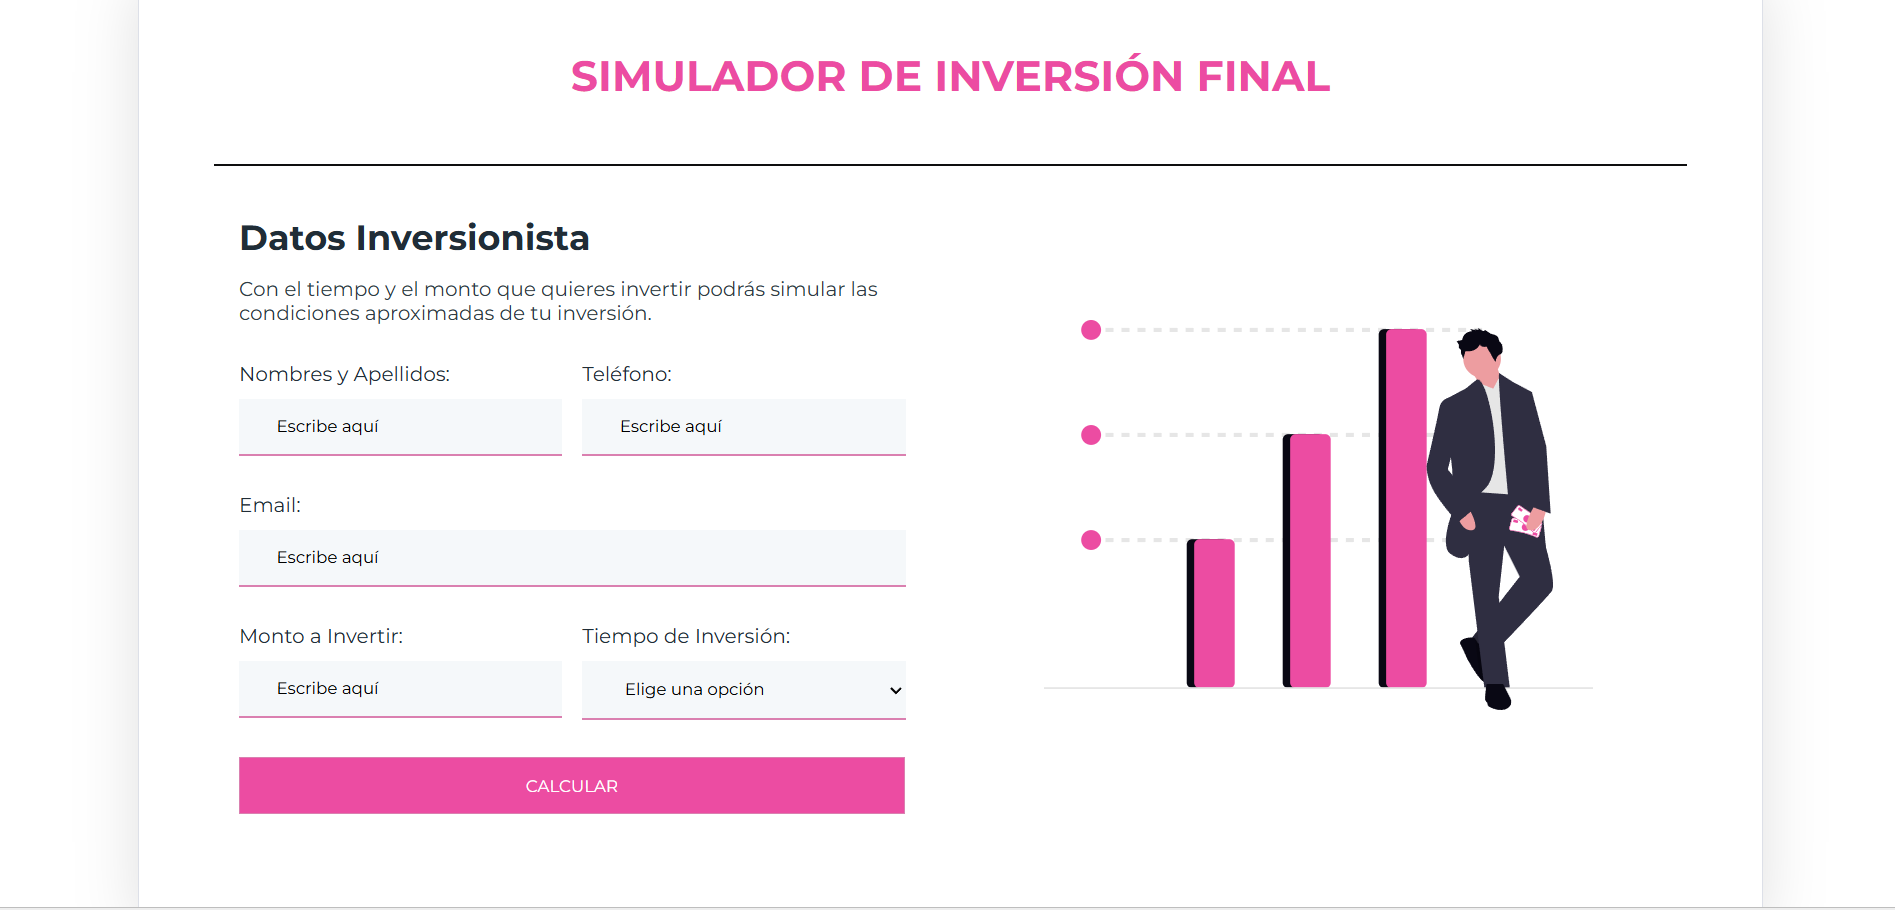 SIMULADOR DE INVERSIÓN FINAL
Datos Inversionista
Con el tiempo y el monto que quieres invertir podrás simular las
condiciones aproximadas de tu inversión.
Nombres y Apellidos:
Teléfono:
Escribe aquí
Escribe aquí
Email:
Escribe aquí
Monto a Invertir:
Tiempo de Inversión:
Escribe aquí
Elige una opción
CALCULAR